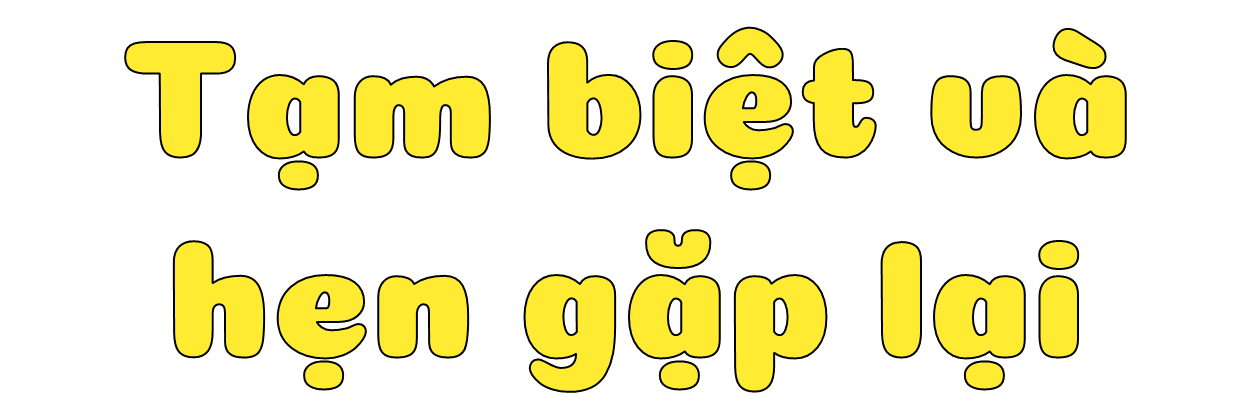 Tạm biệt và
hẹn gặp lại